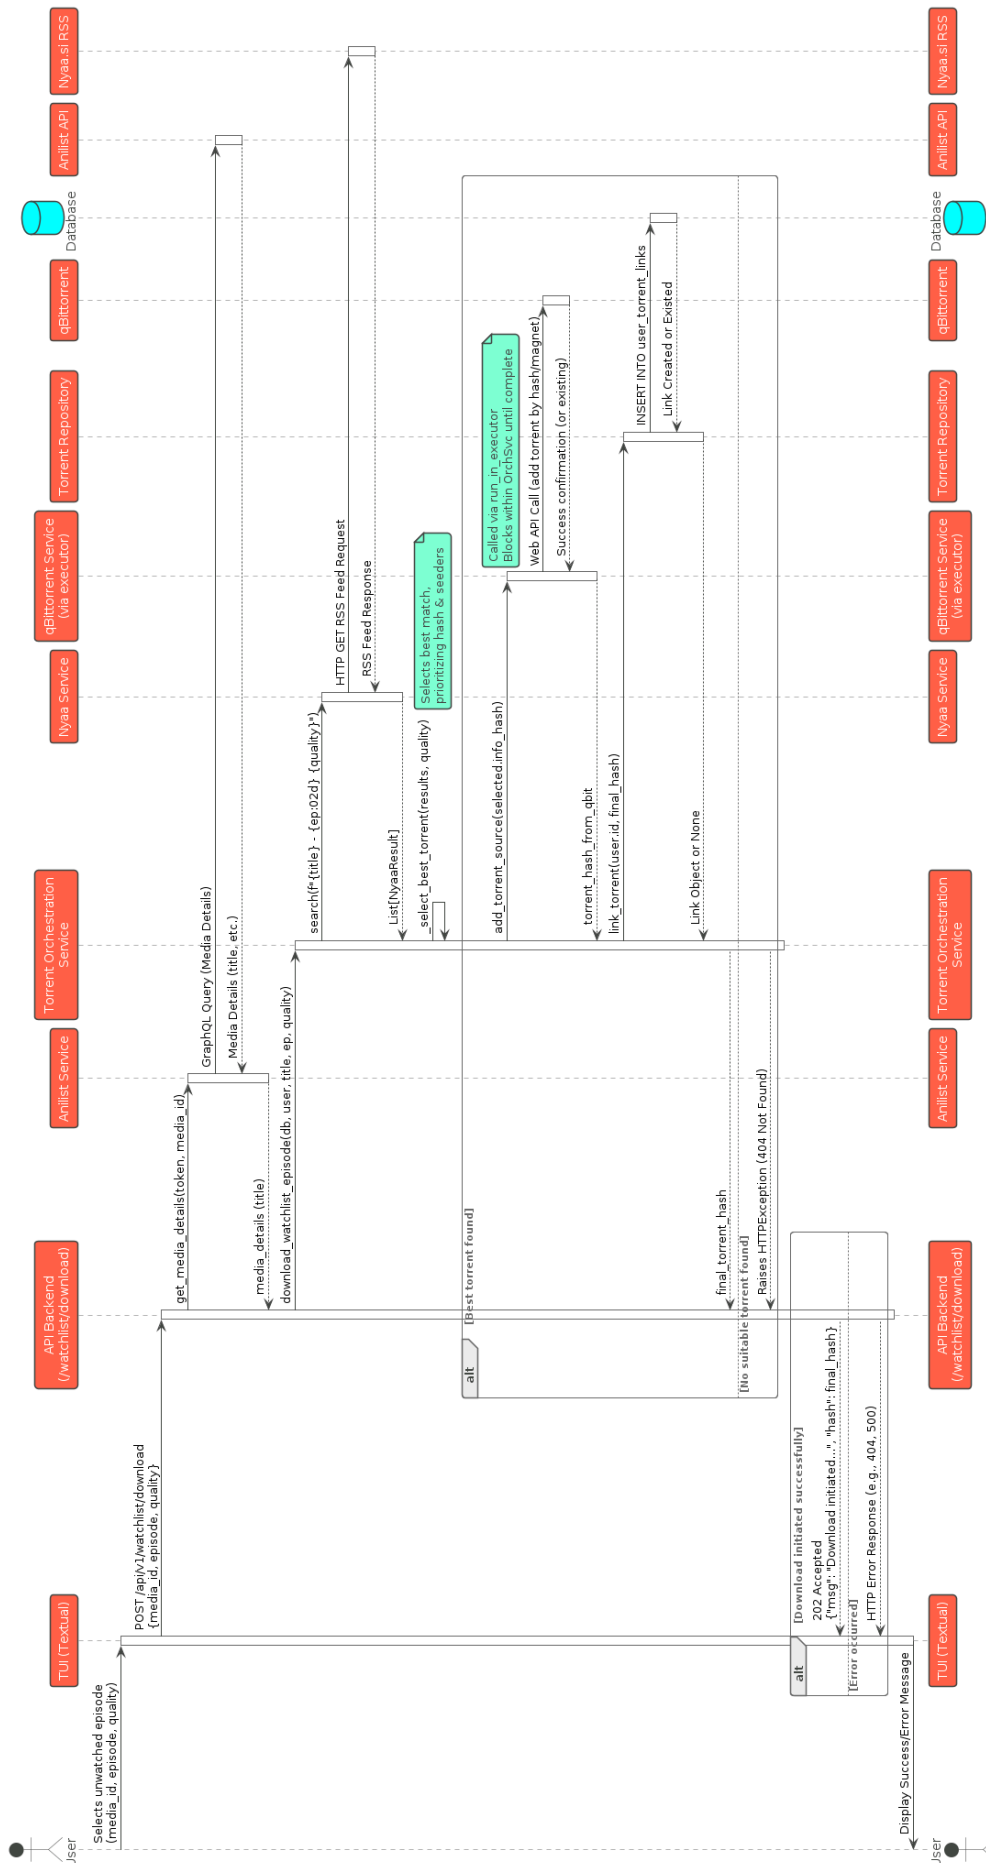 User
TUI (Textual)
API Backend
(/watchlist/download)
Anilist Service
Torrent Orchestration
Service
Nyaa Service
qBittorrent Service
(via executor)
Torrent Repository
qBittorrent
Database
Anilist API
Nyaa.si RSS
Selects unwatched episode
(media_id, episode, quality)
POST /api/v1/watchlist/download
{media_id, episode, quality}
get_media_details(token, media_id)
GraphQL Query (Media Details)
Media Details (title, etc.)
media_details (title)
download_watchlist_episode(db, user, title, ep, quality)
search(f"{title} - {ep:02d} {quality}")
HTTP GET RSS Feed Request
RSS Feed Response
List[NyaaResult]
_select_best_torrent(results, quality)
Selects best match,
prioritizing hash & seeders
alt
[Best torrent found]
add_torrent_source(selected.info_hash)
Called via run_in_executor
Blocks within OrchSvc until complete
Web API Call (add torrent by hash/magnet)
Success confirmation (or existing)
torrent_hash_from_qbit
link_torrent(user.id, final_hash)
INSERT INTO user_torrent_links
Link Created or Existed
Link Object or None
final_torrent_hash
[No suitable torrent found]
Raises HTTPException (404 Not Found)
alt
[Download initiated successfully]
202 Accepted
{"msg": "Download initiated...", "hash": final_hash}
[Error occurred]
HTTP Error Response (e.g., 404, 500)
Display Success/Error Message
User
TUI (Textual)
API Backend
(/watchlist/download)
Anilist Service
Torrent Orchestration
Service
Nyaa Service
qBittorrent Service
(via executor)
Torrent Repository
qBittorrent
Database
Anilist API
Nyaa.si RSS